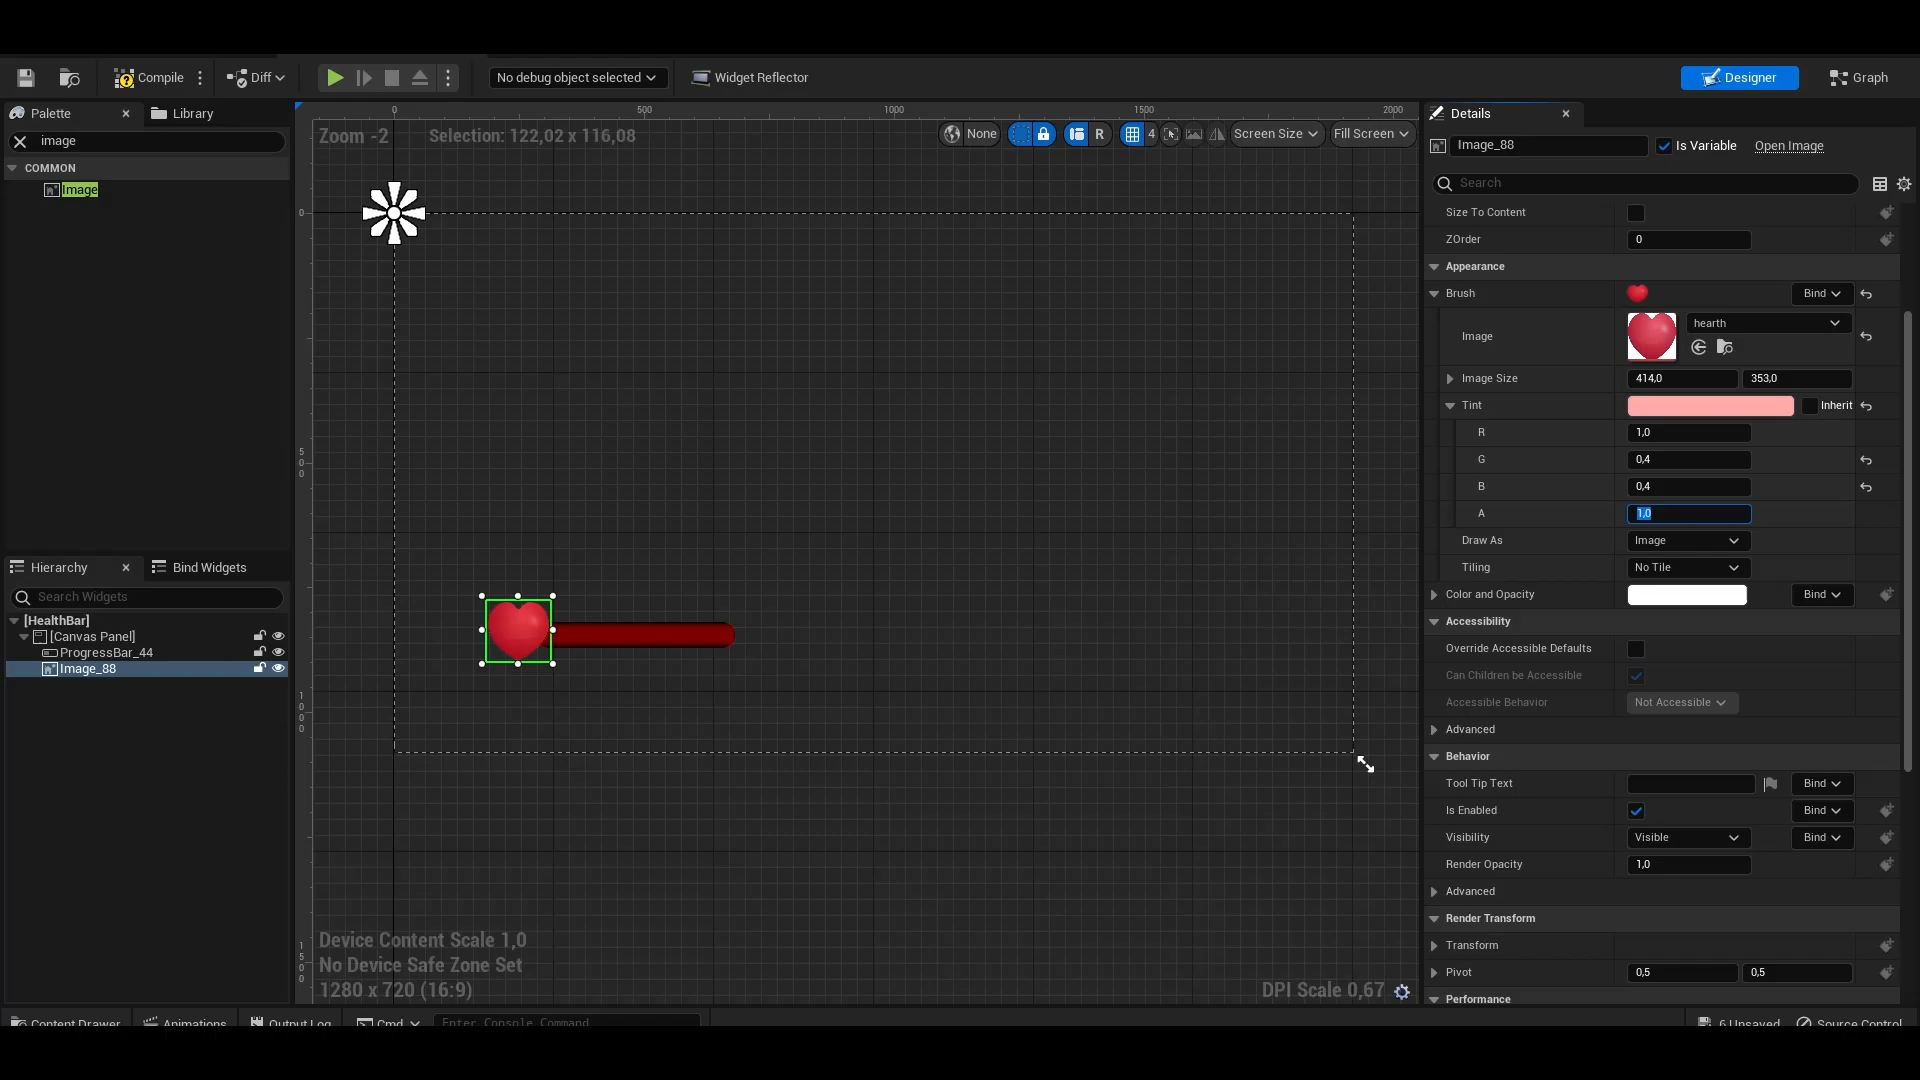 Compile
Diff
No debug object selected
Widget Reflector
Designer
Graph
Palette
Library
image
COMMON
Image
Hierarchy
Bind Widgets
Search Widgets
[HealthBar]
[Canvas Panel]
ProgressBar_44
Image_88
0 500 1000 1500 2000
Zoom -2
Selection: 122,02 x 116,08
None
R
4
Screen Size
Fill Screen
0
500
1000
1500
Device Content Scale 1,0
No Device Safe Zone Set
1280 x 720 (16:9)
DPI Scale 0,67
Details
Image_88
Is Variable
Open Image
Search
Size To Content
ZOrder 0
Appearance
Brush Bind
Image hearth
Image Size 414,0 353,0
Tint Inherit
R 1,0
G 0,4
B 0,4
A 1,0
Draw As Image
Tiling No Tile
Color and Opacity Bind
Accessibility
Override Accessible Defaults
Can Children be Accessible
Accessible Behavior Not Accessible
Advanced
Behavior
Tool Tip Text Bind
Is Enabled Bind
Visibility Visible Bind
Render Opacity 1,0
Advanced
Render Transform
Transform
Pivot 0,5 0,5
Performance
Content Drawer
Animations
Output Log
Cmd
Enter Console Command
6 Unsaved
Source Control